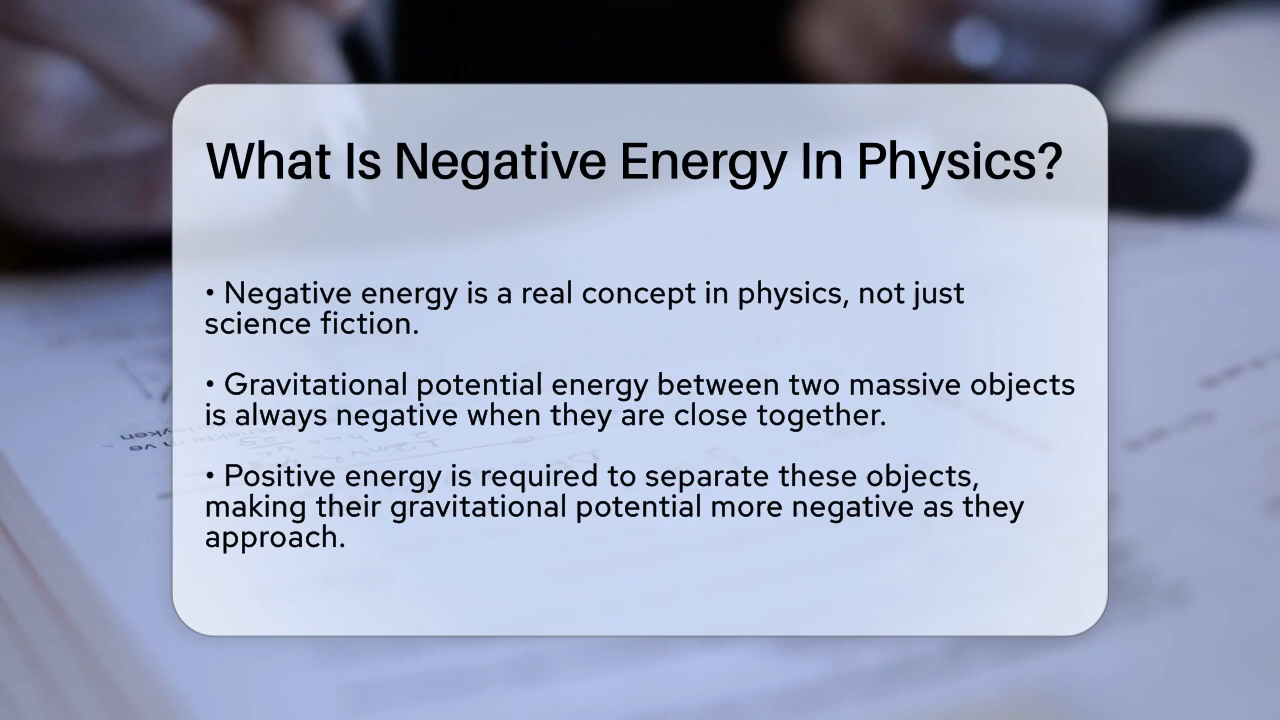 What Is Negative Energy In Physics?
• Negative energy is a real concept in physics, not just
science fiction.
• Gravitational potential energy between two massive objects
is always negative when they are close together.
• Positive energy is required to separate these objects,
making their gravitational potential more negative as they
approach.